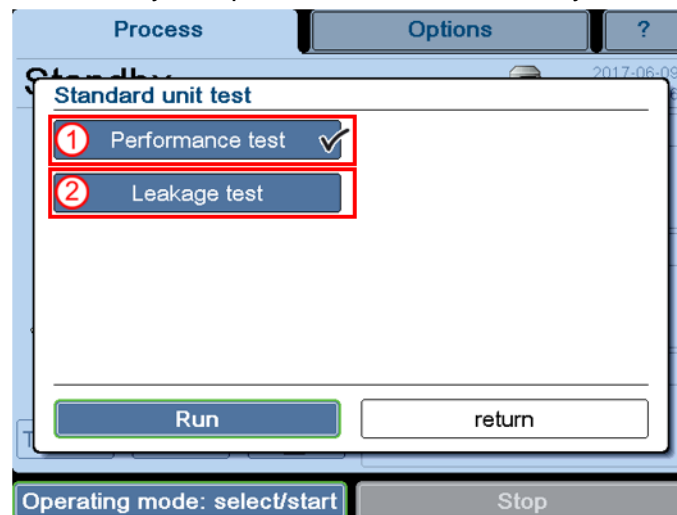 Process Options ?
2017-06-09
Standard unit test
1 Performance test
2 Leakage test
Run return
Operating mode: select/start Stop